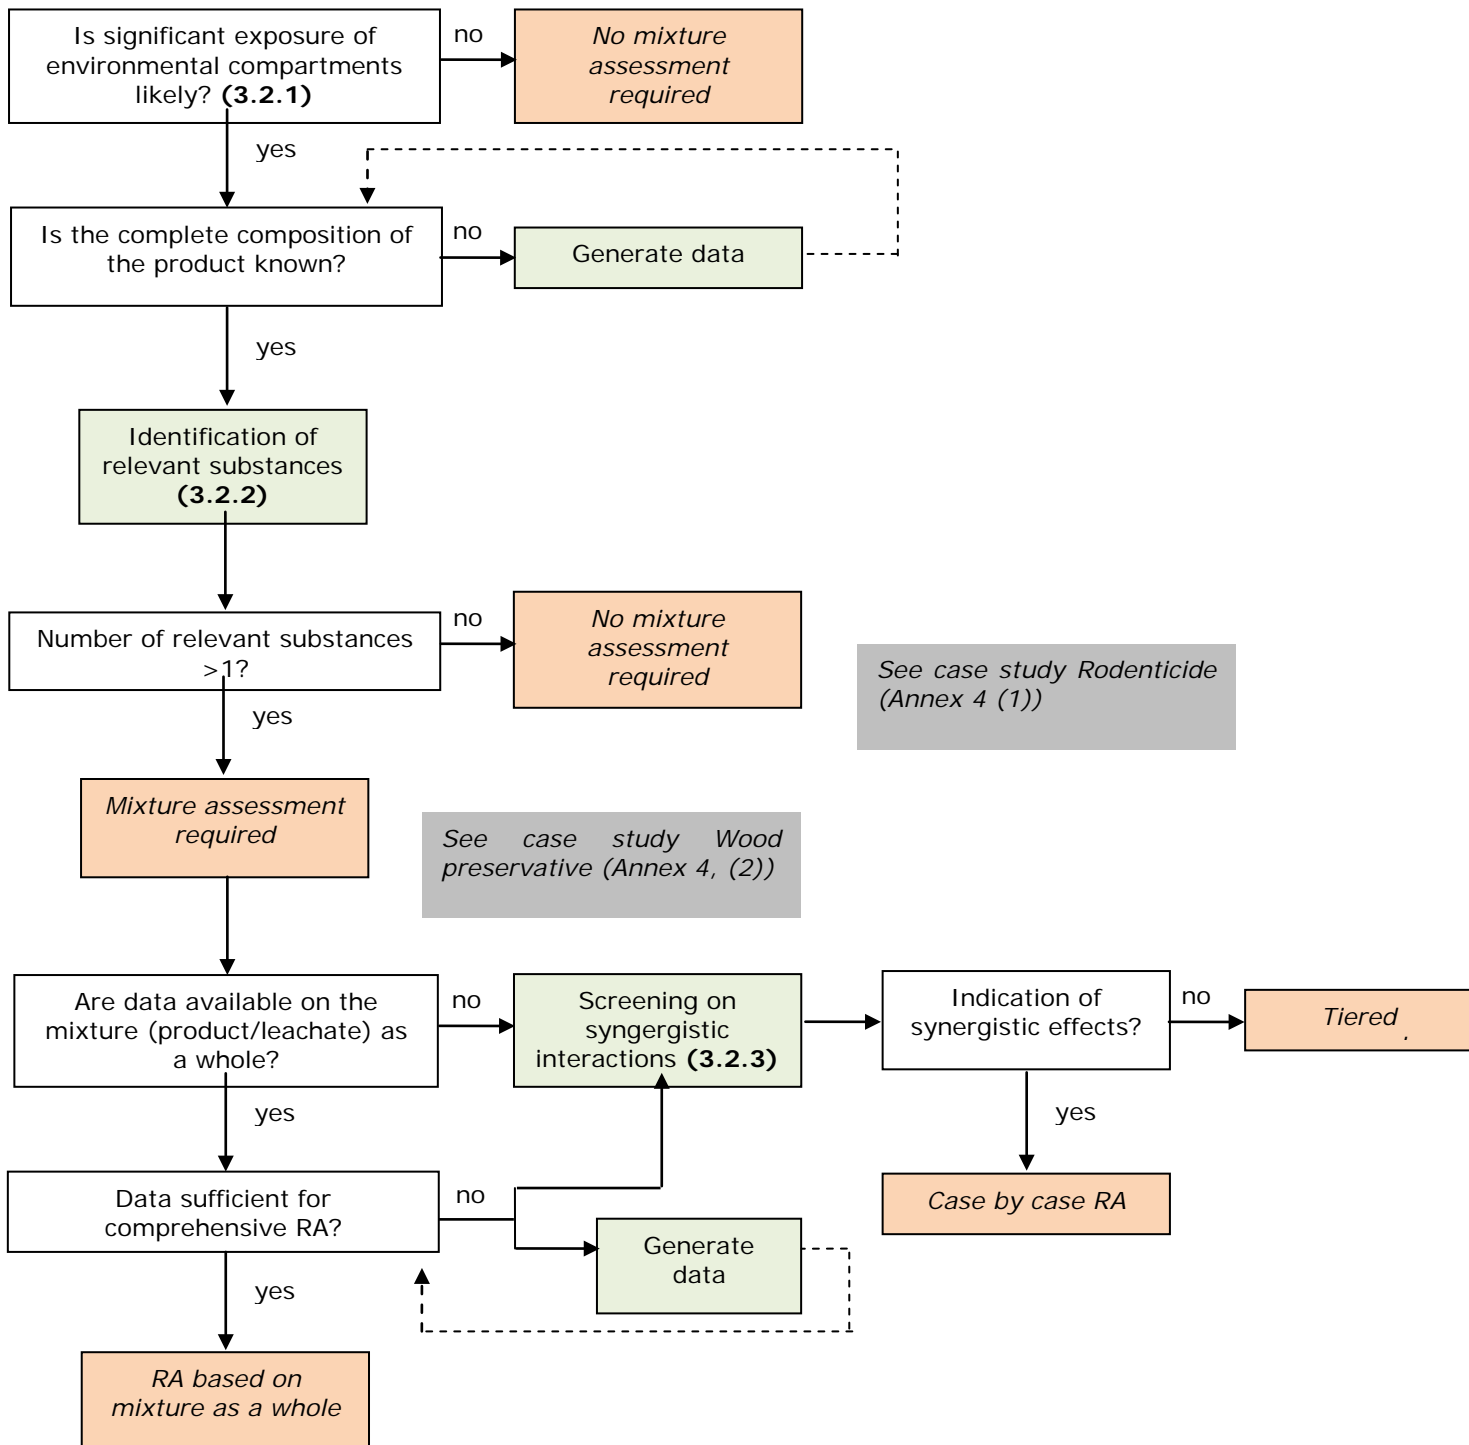 Is significant exposure of
environmental compartments
likely? (3.2.1)
no
No mixture
assessment
required
yes
Is the complete composition of
the product known?
no
Generate data
yes
Identification of
relevant substances
(3.2.2)
Number of relevant substances
>1?
no
No mixture
assessment
required
See case study Rodenticide
(Annex 4 (1))
yes
Mixture assessment
required
See case study Wood
preservative (Annex 4, (2))
Are data available on the
mixture (product/leachate) as
a whole?
no
Screening on
syngergistic
interactions (3.2.3)
Indication of
synergistic effects?
no
Tiered
.
yes
yes
Data sufficient for
comprehensive RA?
no
Case by case RA
Generate
data
yes
RA based on
mixture as a whole